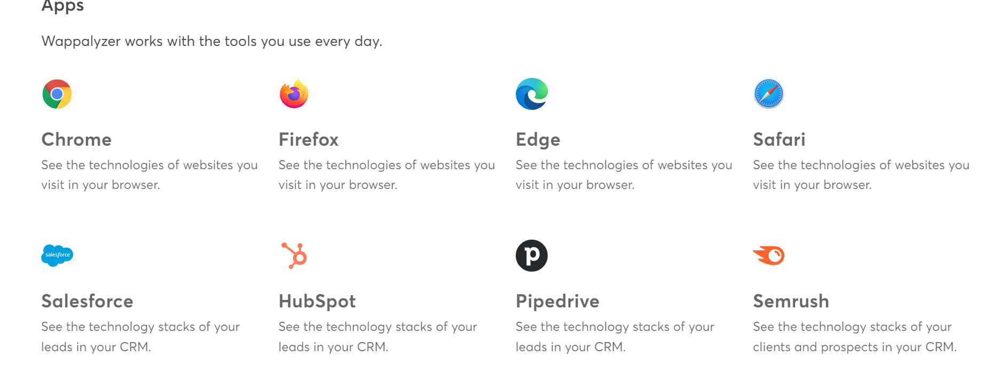 Apps
Wappalyzer works with the tools you use every day.
Chrome
See the technologies of websites you
visit in your browser.
Firefox
See the technologies of websites you
visit in your browser.
Edge
See the technologies of websites you
visit in your browser.
Safari
See the technologies of websites you
visit in your browser.
salesforce
Salesforce
See the technology stacks of your
leads in your CRM.
HubSpot
See the technology stacks of your
leads in your CRM.
p
Pipedrive
See the technology stacks of your
leads in your CRM.
Semrush
See the technology stacks of your
clients and prospects in your CRM.